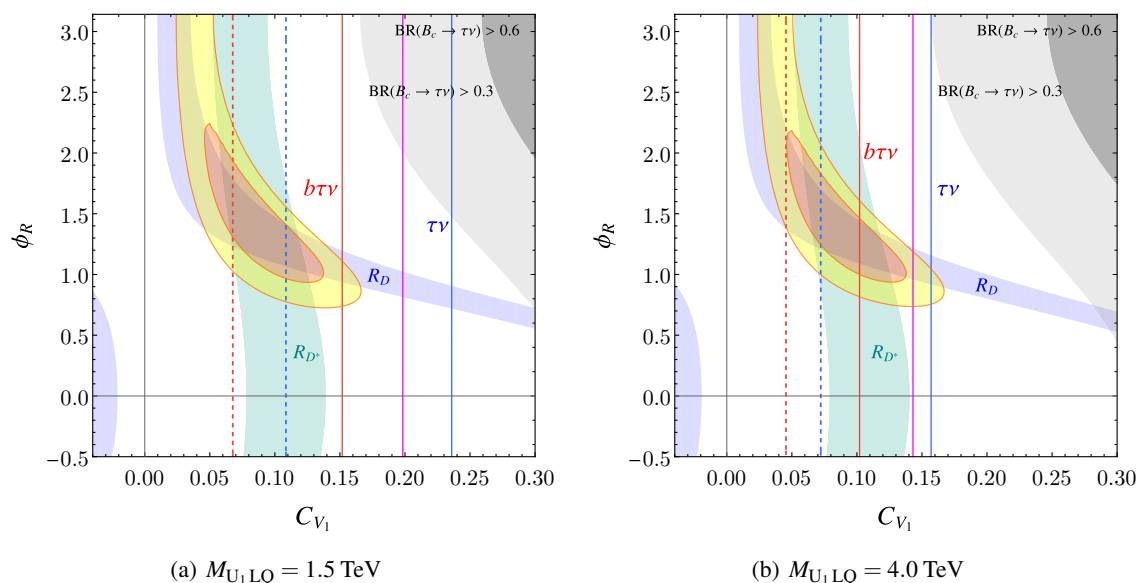 3.0
2.5
2.0
1.5
1.0
0.5
0.0
−0.5
ϕ_R
BR(B_c → τν) > 0.6
BR(B_c → τν) > 0.3
bτν
τν
R_D
R_{D*}
0.00 0.05 0.10 0.15 0.20 0.25 0.30
C_{V_1}
(a) M_{U_1 LQ} = 1.5 TeV
3.0
2.5
2.0
1.5
1.0
0.5
0.0
−0.5
ϕ_R
BR(B_c → τν) > 0.6
BR(B_c → τν) > 0.3
bτν
τν
R_D
R_{D*}
0.00 0.05 0.10 0.15 0.20 0.25 0.30
C_{V_1}
(b) M_{U_1 LQ} = 4.0 TeV